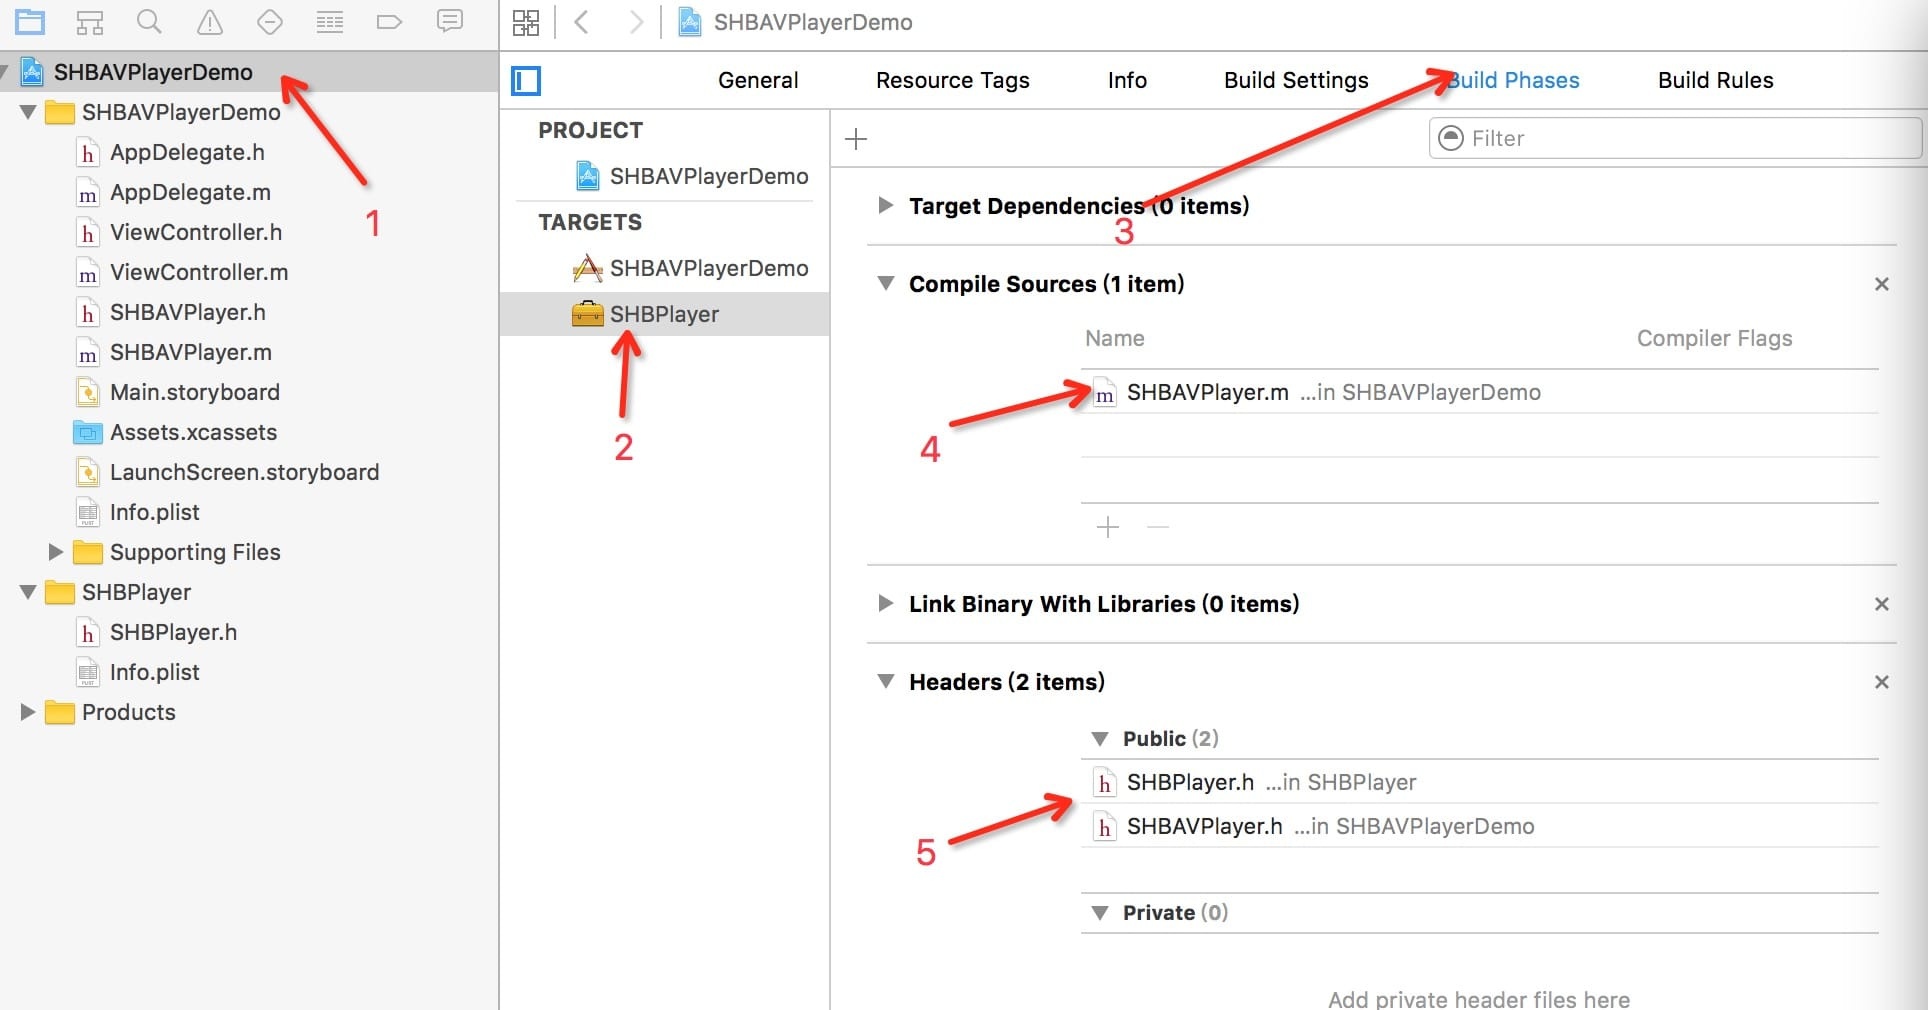 SHBAVPlayerDemo
SHBAVPlayerDemo
h AppDelegate.h
m AppDelegate.m
h ViewController.h
m ViewController.m
h SHBAVPlayer.h
m SHBAVPlayer.m
Main.storyboard
Assets.xcassets
LaunchScreen.storyboard
Info.plist
Supporting Files
SHBPlayer
h SHBPlayer.h
Info.plist
Products
1
SHBAVPlayerDemo
General Resource Tags Info Build Settings Build Phases Build Rules
PROJECT
SHBAVPlayerDemo
TARGETS
SHBAVPlayerDemo
SHBPlayer
2
Filter
Target Dependencies (0 items)
3
Compile Sources (1 item)
Name Compiler Flags
m SHBAVPlayer.m ...in SHBAVPlayerDemo
4
Link Binary With Libraries (0 items)
Headers (2 items)
Public (2)
h SHBPlayer.h ...in SHBPlayer
h SHBAVPlayer.h ...in SHBAVPlayerDemo
5
Private (0)
Add private header files here